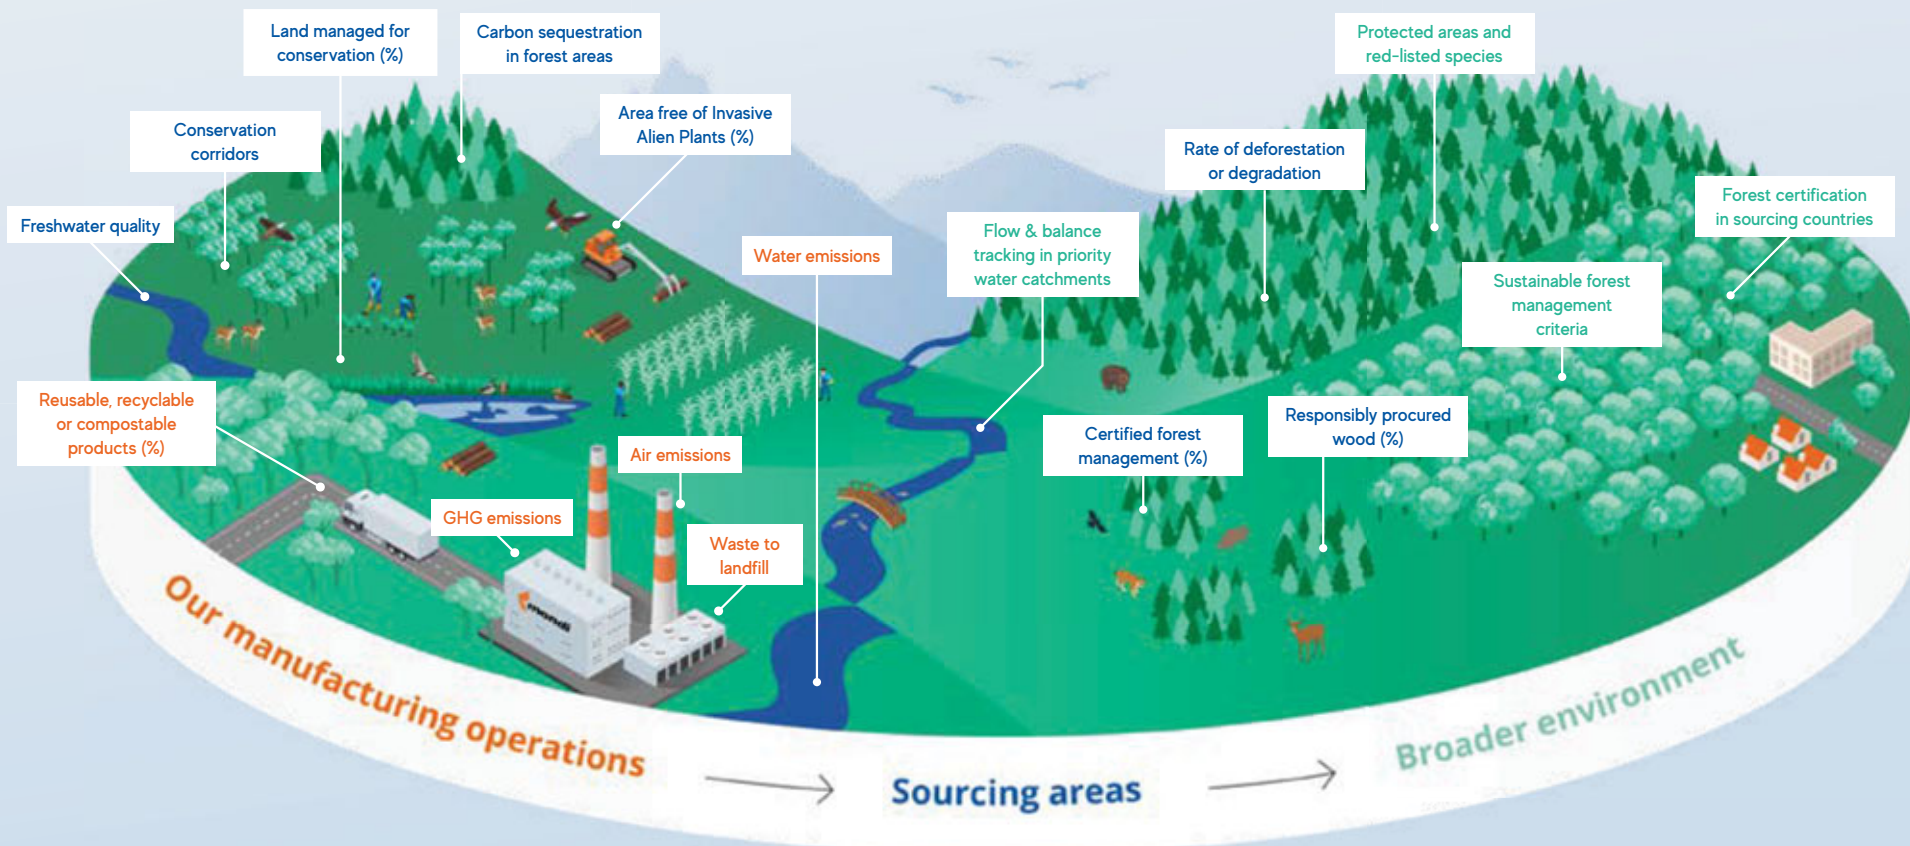 Land managed for
conservation (%)
Carbon sequestration
in forest areas
Protected areas and
red-listed species
Area free of Invasive
Alien Plants (%)
Conservation
corridors
Rate of deforestation
or degradation
Forest certification
in sourcing countries
Freshwater quality
Water emissions
Flow & balance
tracking in priority
water catchments
Sustainable forest
management
criteria
Reusable, recyclable
or compostable
products (%)
Certified forest
management (%)
Responsibly procured
wood (%)
Air emissions
GHG emissions
Waste to
landfill
mondi
Our manufacturing operations
Sourcing areas
Broader environment